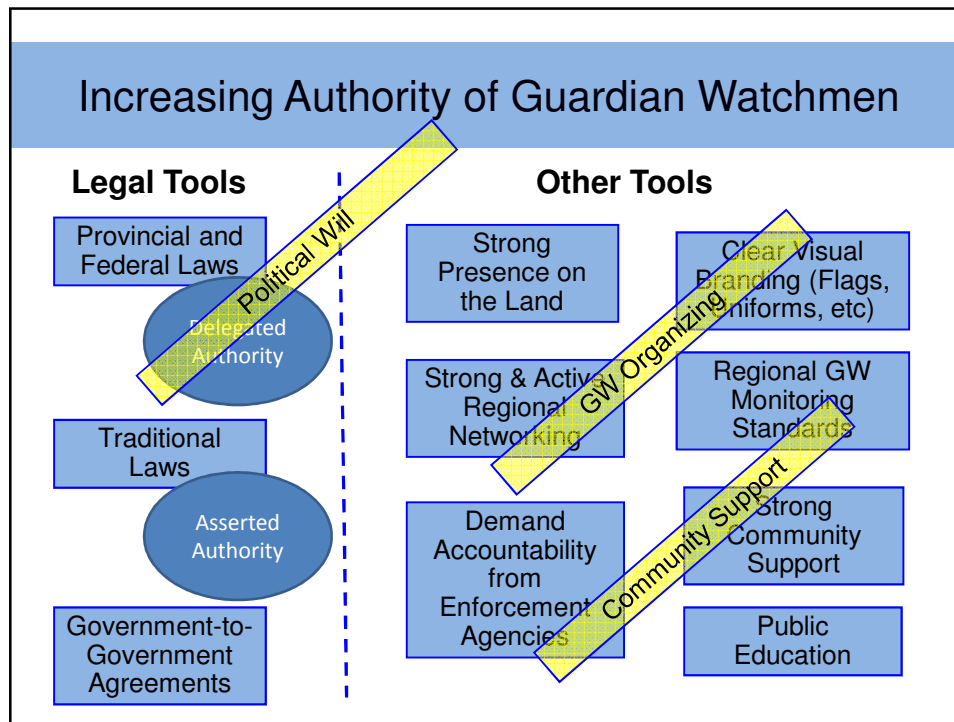 Increasing Authority of Guardian Watchmen
Legal Tools
Provincial and
Federal Laws
Delegated
Authority
Traditional
Laws
Asserted
Authority
Government-to-
Government
Agreements
Political Will
Other Tools
Strong
Presence on
the Land
Clear Visual
Branding (Flags,
Uniforms, etc)
Strong & Active
Regional
Networking
Regional GW
Monitoring
Standards
GW Organizing
Demand
Accountability
from
Enforcement
Agencies
Strong
Community
Support
Community Support
Public
Education